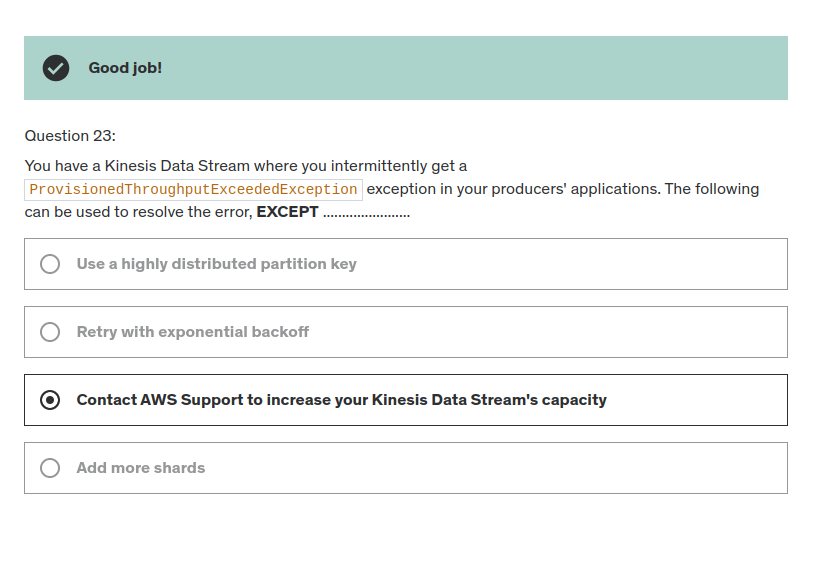 Good job!
Question 23:
You have a Kinesis Data Stream where you intermittently get a
ProvisionedThroughputExceededException exception in your producers' applications. The following
can be used to resolve the error, EXCEPT .......................
Use a highly distributed partition key
Retry with exponential backoff
Contact AWS Support to increase your Kinesis Data Stream's capacity
Add more shards